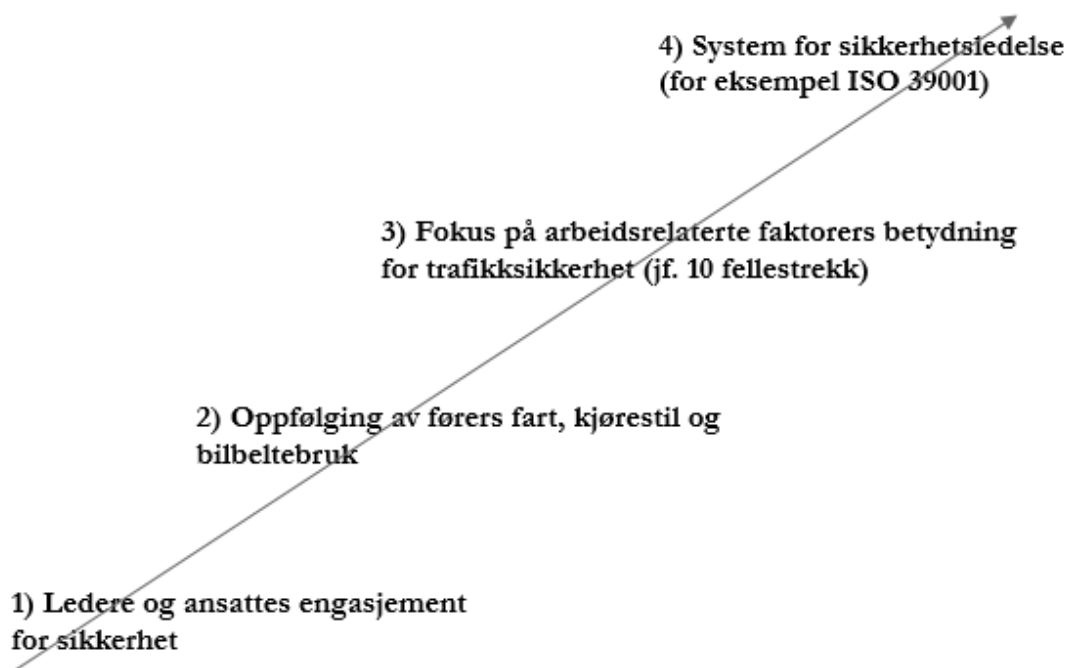 4) System for sikkerhetsledelse
(for eksempel ISO 39001)
3) Fokus på arbeidsrelaterte faktorers betydning
for trafikksikkerhet (jf. 10 fellestrekk)
2) Oppfølging av førers fart, kjørestil og
bilbeltebruk
1) Ledere og ansattes engasjement
for sikkerhet